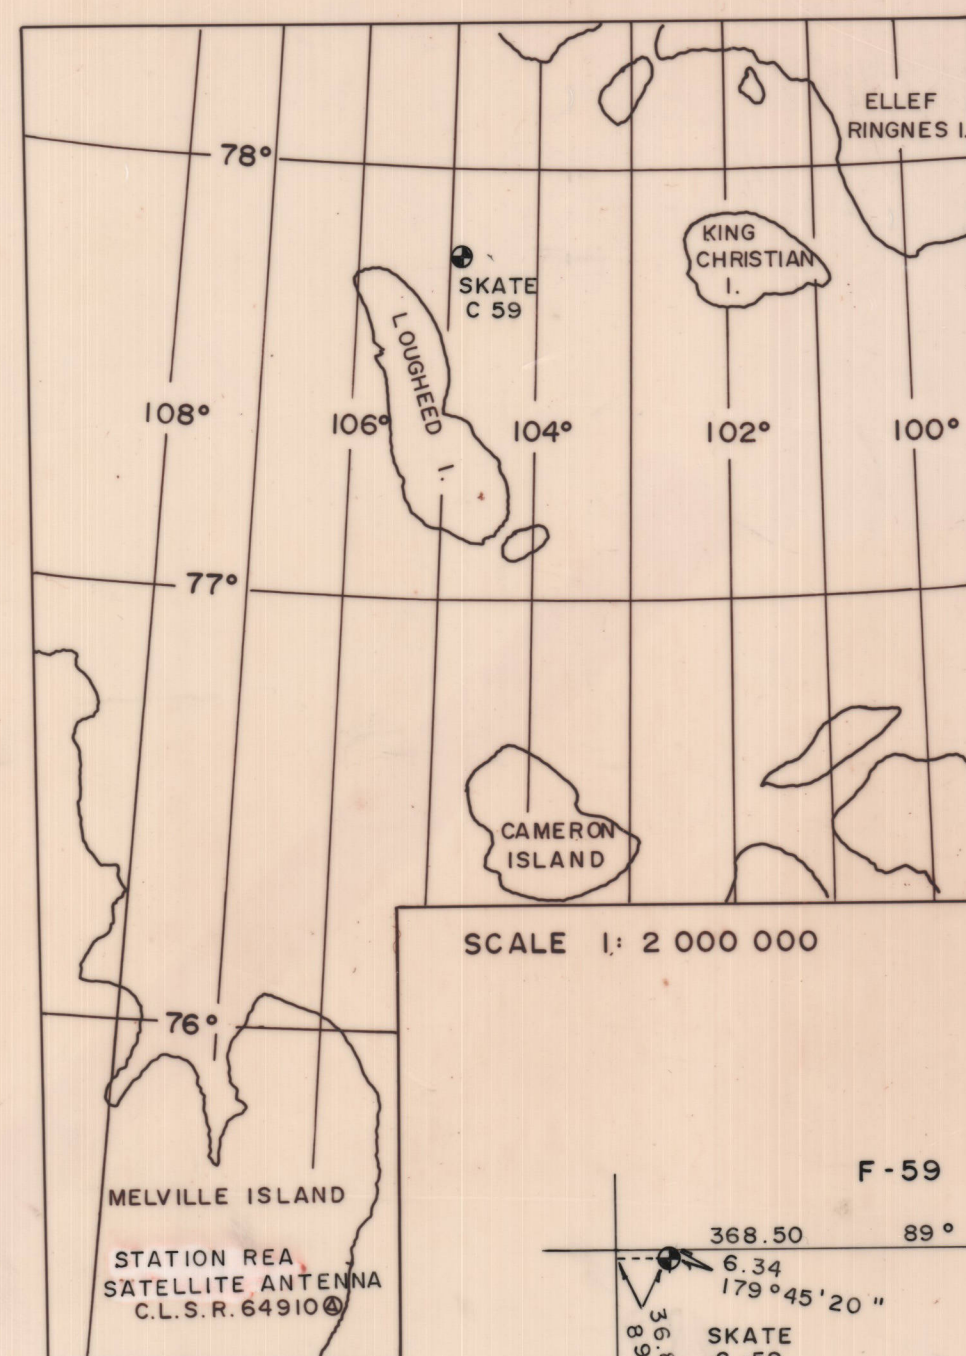 ELLEF
RINGNES I.
78°
KING
CHRISTIAN
I.
SKATE
C 59
LOUGHEED I.
108°
106°
104°
102°
100°
77°
CAMERON
ISLAND
SCALE 1: 2 000 000
76°
F-59
MELVILLE ISLAND
368.50 89°
STATION REA
SATELLITE ANTENNA
C.L.S.R. 64910
6.34
179°45'20"
36.
89
SKATE